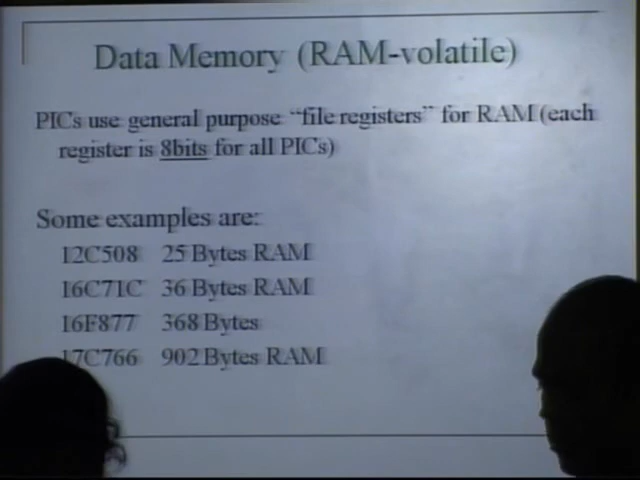 Data Memory (RAM-volatile)
PICs use general purpose “file registers” for RAM (each
register is 8bits for all PICs)
Some examples are:
12C508 25 Bytes RAM
16C71C 36 Bytes RAM
16F877 368 Bytes
17C766 902 Bytes RAM